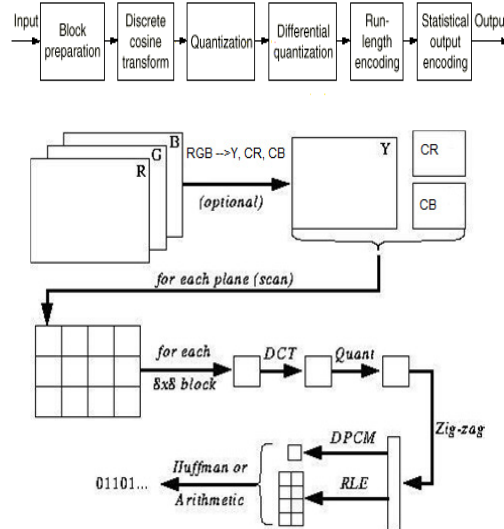 Input
Block
preparation
Discrete
cosine
transform
Quantization
Differential
quantization
Run-
length
encoding
Statistical
output
encoding
Output
B
G
R
RGB -->Y, CR, CB
(optional)
Y
CR
CB
for each plane (scan)
for each
8x8 block
DCT
Quant
Zig-zag
DPCM
RLE
Huffman or
Arithmetic
01101...